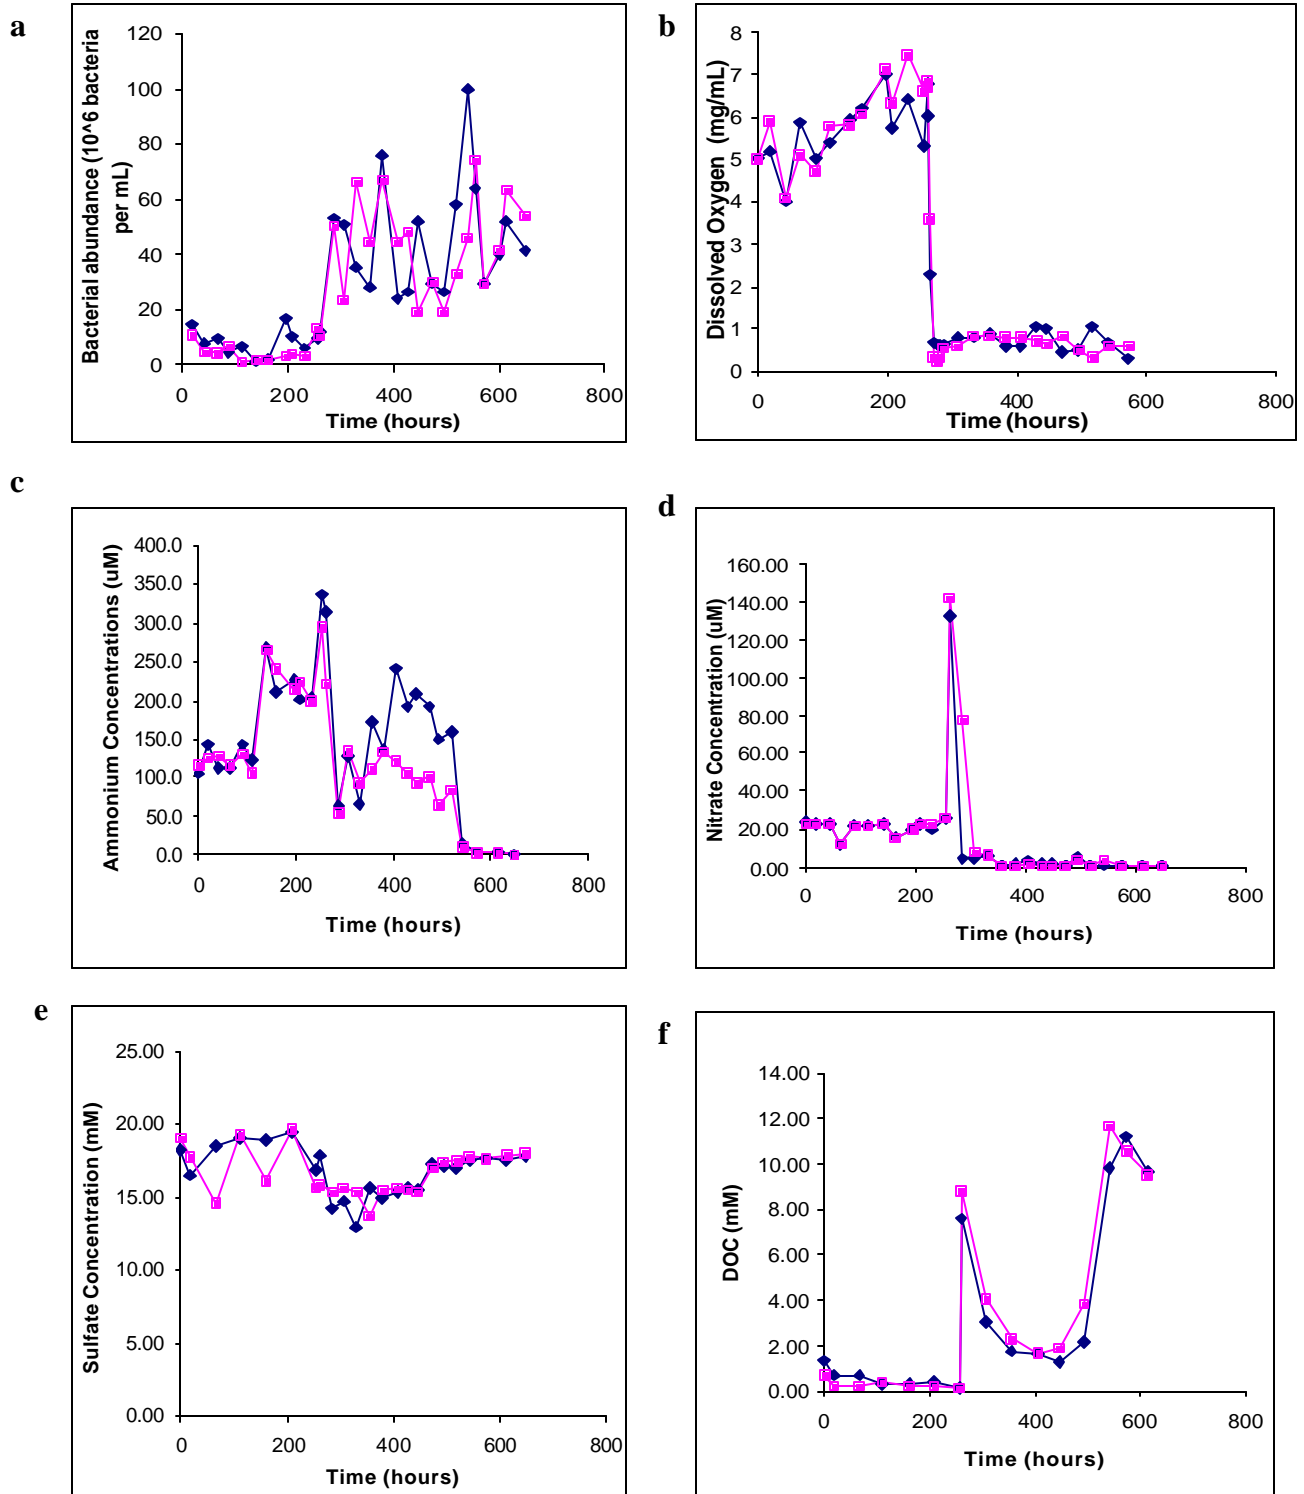 a
Bacterial abundance (10^6 bacteria
per mL)
120
100
80
60
40
20
0
0 200 400 600 800
Time (hours)
b
Dissolved Oxygen (mg/mL)
8
7
6
5
4
3
2
1
0
0 200 400 600 800
Time (hours)
c
Ammonium Concentrations (uM)
400.0
350.0
300.0
250.0
200.0
150.0
100.0
50.0
0.0
0 200 400 600 800
Time (hours)
d
Nitrate Concentration (uM)
160.00
140.00
120.00
100.00
80.00
60.00
40.00
20.00
0.00
0 200 400 600 800
Time (hours)
e
Sulfate Concentration (mM)
25.00
20.00
15.00
10.00
5.00
0.00
0 200 400 600 800
Time (hours)
f
DOC (mM)
14.00
12.00
10.00
8.00
6.00
4.00
2.00
0.00
0 200 400 600 800
Time (hours)